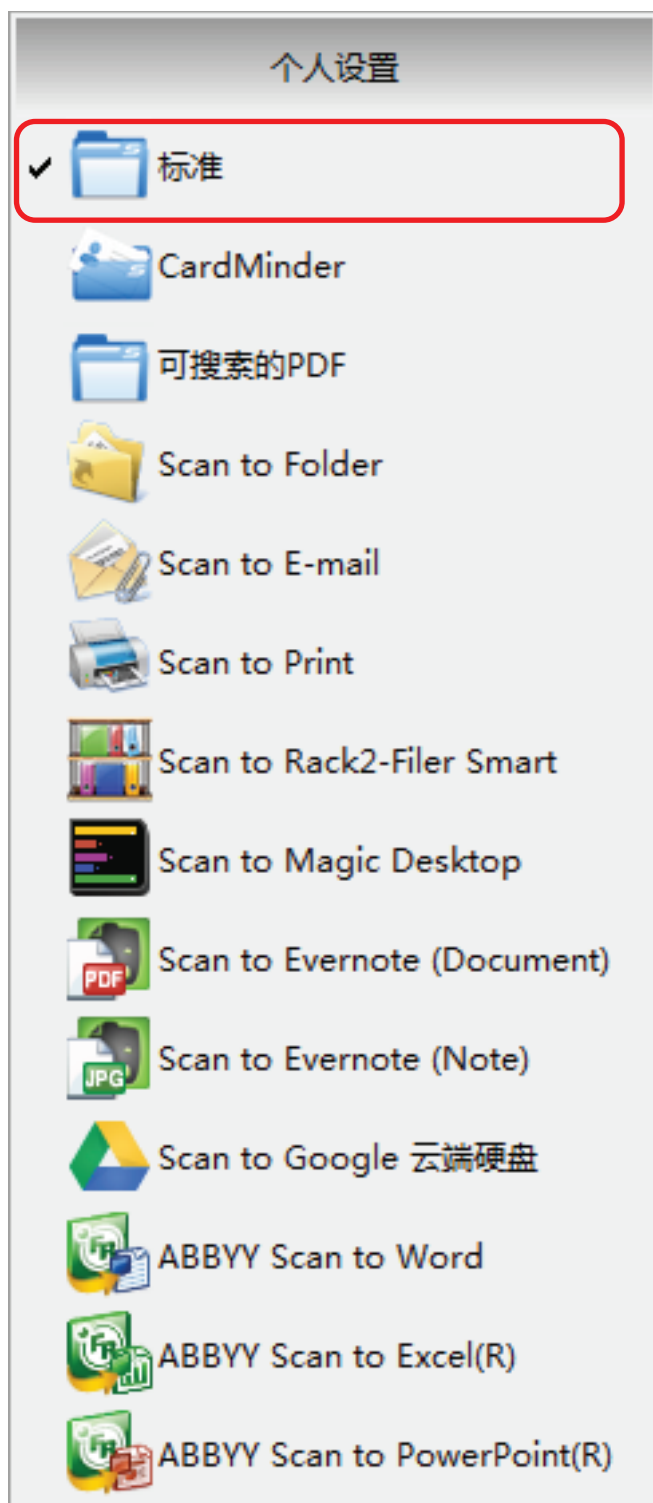 个人设置
标准
CardMinder
可搜索的PDF
Scan to Folder
Scan to E-mail
Scan to Print
Scan to Rack2-Filer Smart
Scan to Magic Desktop
PDF
Scan to Evernote (Document)
JPG
Scan to Evernote (Note)
Scan to Google 云端硬盘
ABBYY Scan to Word
ABBYY Scan to Excel(R)
ABBYY Scan to PowerPoint(R)